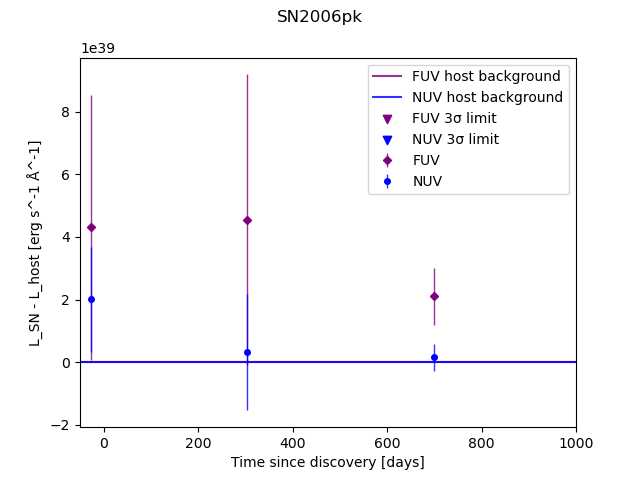 SN2006pk
1e39
FUV host background
NUV host background
FUV 3σ limit
NUV 3σ limit
FUV
NUV
L_SN - L_host [erg s^-1 Å^-1]
8
6
4
2
0
−2
0 200 400 600 800 1000
Time since discovery [days]